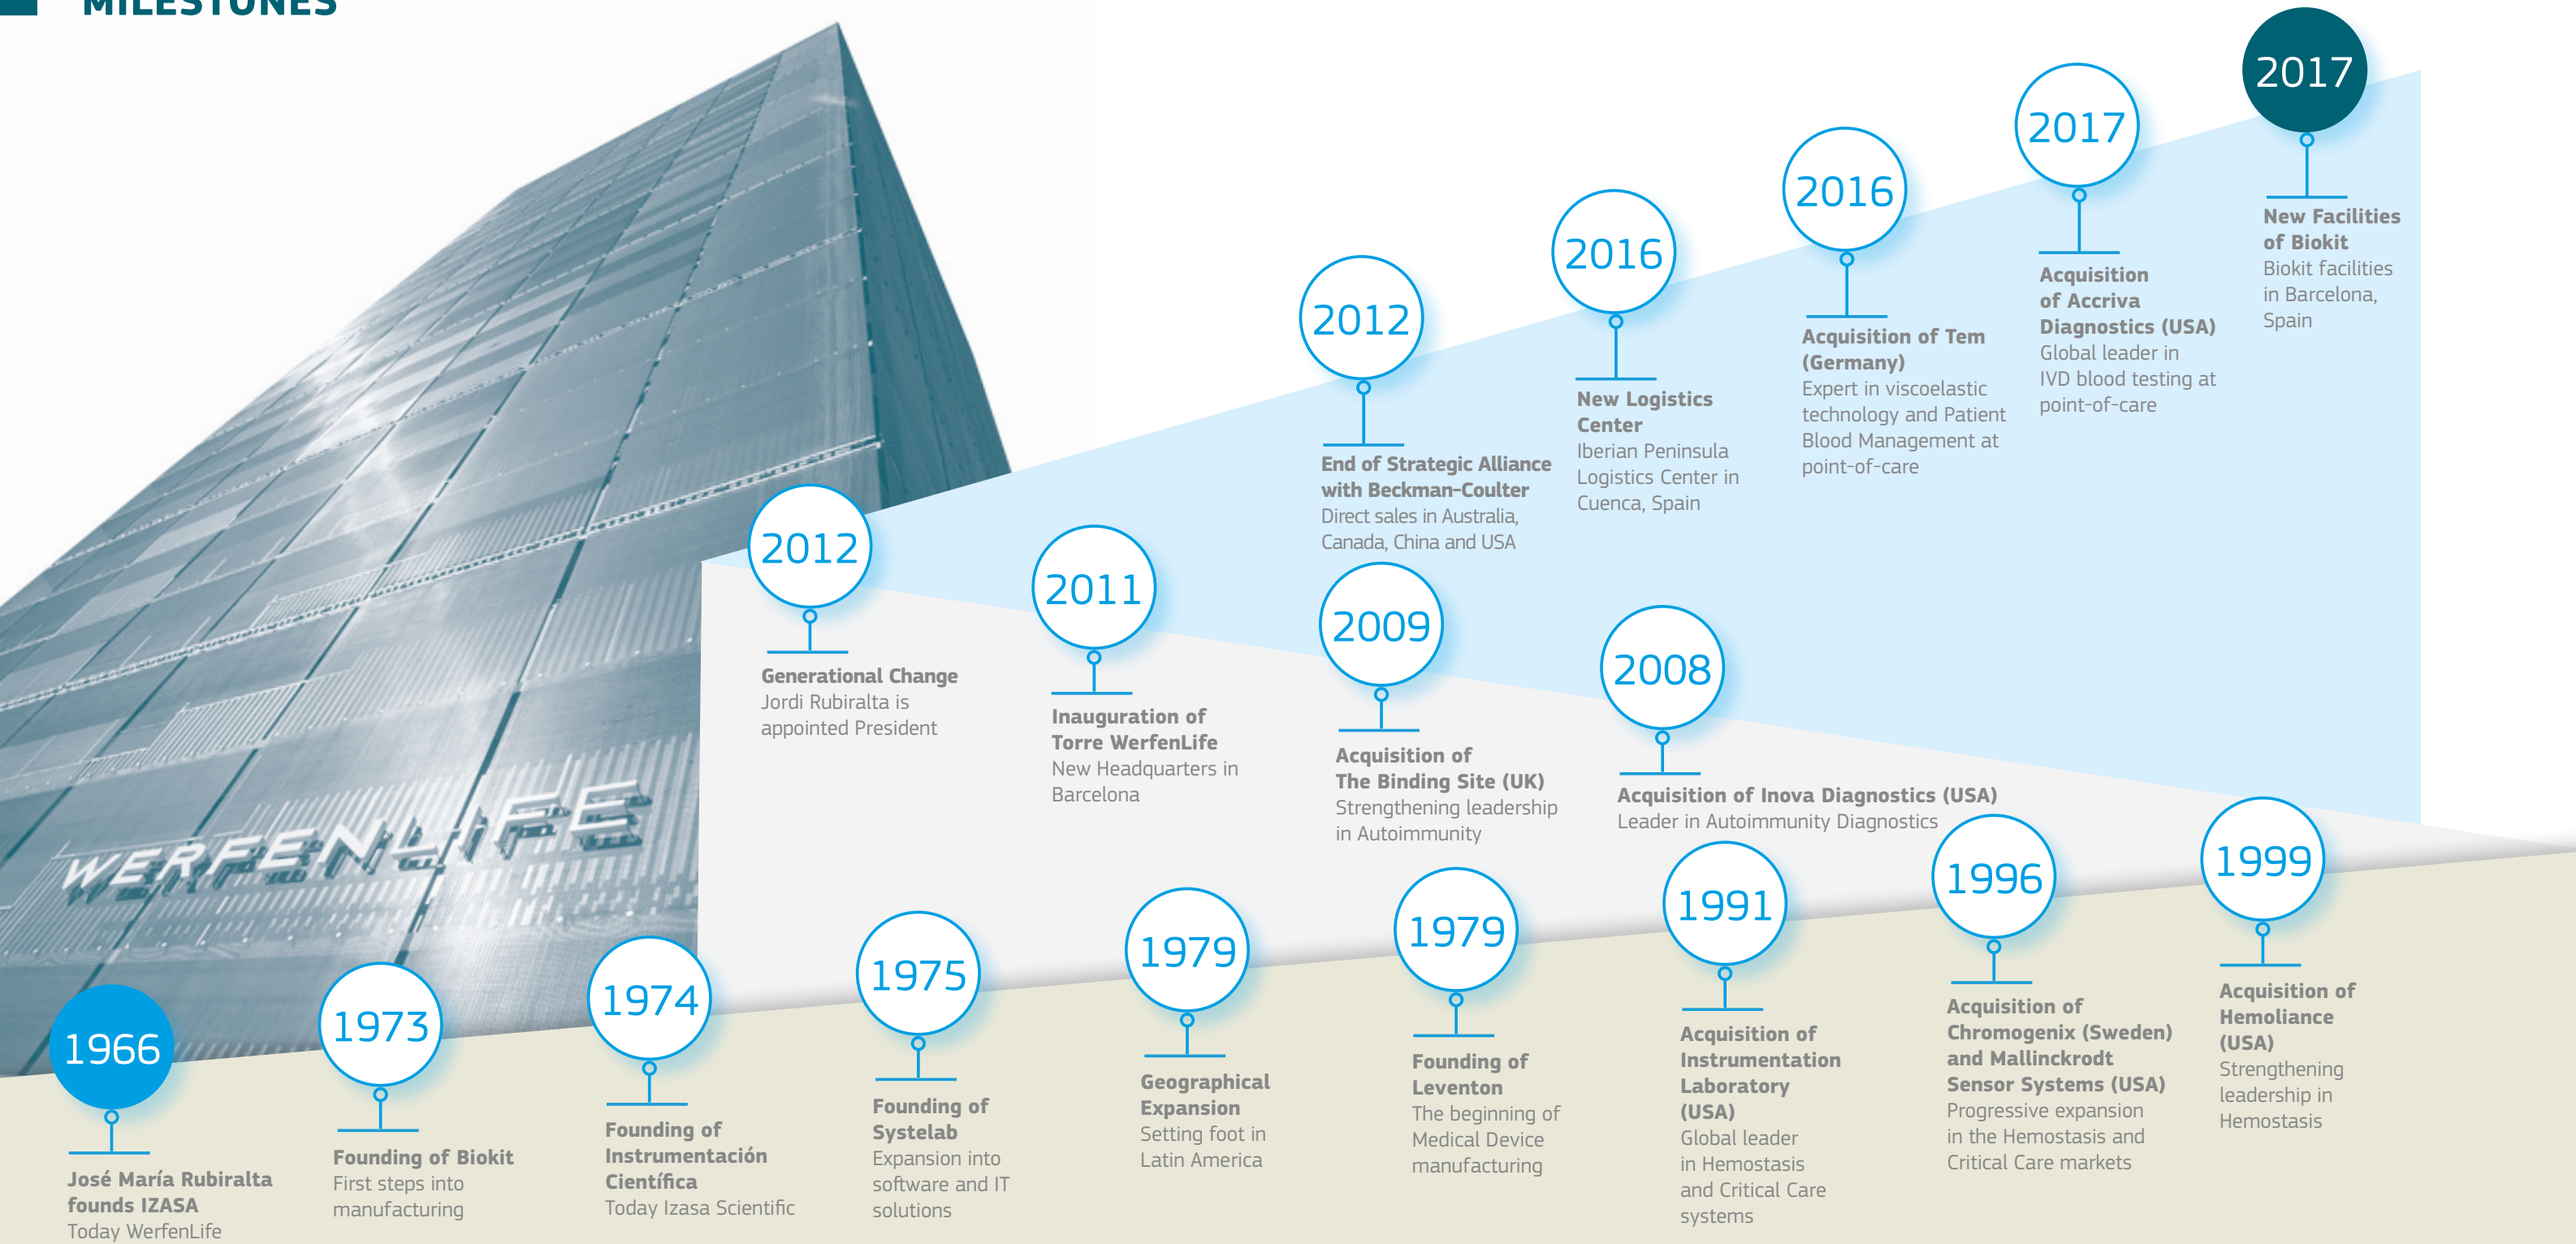 MILESTONES
1966
José María Rubiralta
founds IZASA
Today WerfenLife
1973
Founding of Biokit
First steps into
manufacturing
1974
Founding of
Instrumentación
Científica
Today Izasa Scientific
1975
Founding of
Systelab
Expansion into
software and IT
solutions
1979
Geographical
Expansion
Setting foot in
Latin America
1979
Founding of
Leventon
The beginning of
Medical Device
manufacturing
1991
Acquisition of
Instrumentation
Laboratory
(USA)
Global leader
in Hemostasis
and Critical Care
systems
1996
Acquisition of
Chromogenix (Sweden)
and Mallinckrodt
Sensor Systems (USA)
Progressive expansion
in the Hemostasis and
Critical Care markets
1999
Acquisition of
Hemoliance
(USA)
Strengthening
leadership in
Hemostasis
2008
Acquisition of Inova Diagnostics (USA)
Leader in Autoimmunity Diagnostics
2009
Acquisition of
The Binding Site (UK)
Strengthening leadership
in Autoimmunity
2011
Inauguration of
Torre WerfenLife
New Headquarters in
Barcelona
2012
Generational Change
Jordi Rubiralta is
appointed President
2012
End of Strategic Alliance
with Beckman-Coulter
Direct sales in Australia,
Canada, China and USA
2016
New Logistics
Center
Iberian Peninsula
Logistics Center in
Cuenca, Spain
2016
Acquisition of Tem
(Germany)
Expert in viscoelastic
technology and Patient
Blood Management at
point-of-care
2017
Acquisition
of Accriva
Diagnostics (USA)
Global leader in
IVD blood testing at
point-of-care
2017
New Facilities
of Biokit
Biokit facilities
in Barcelona,
Spain
WERFENLIFE